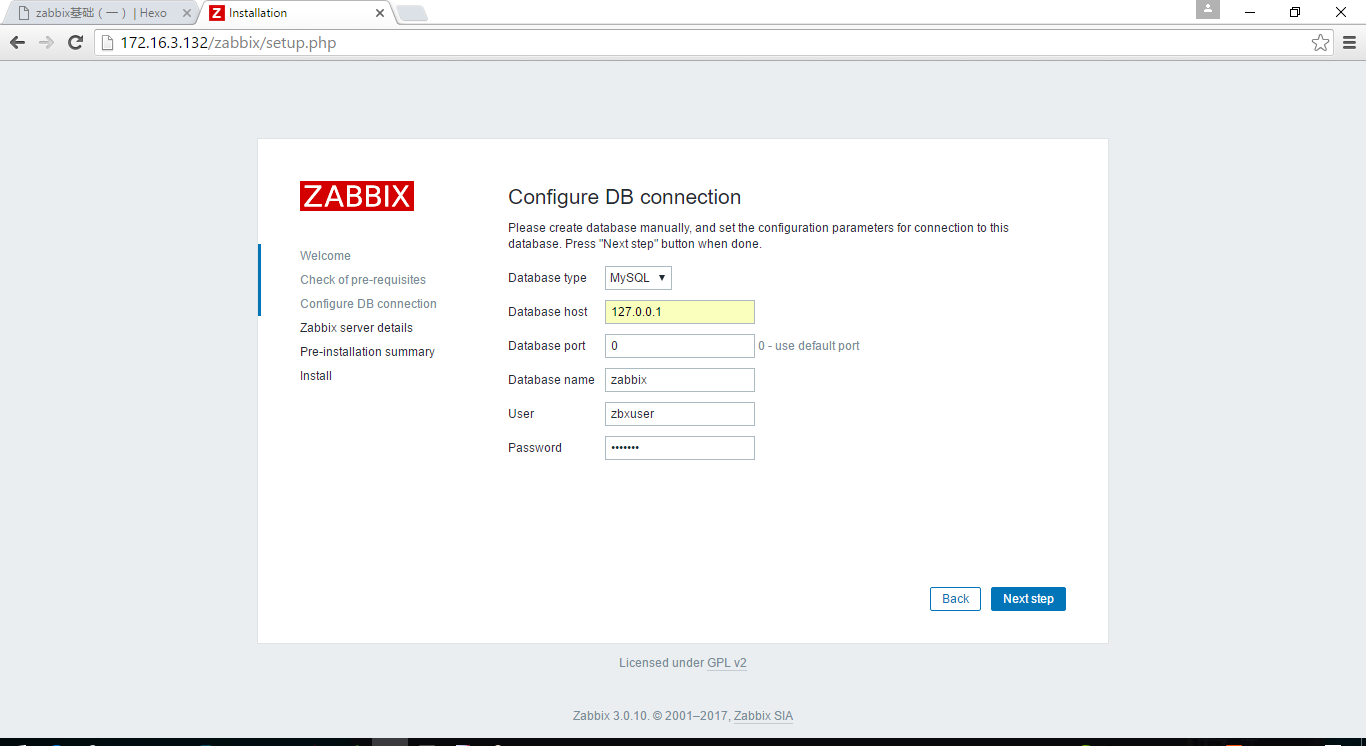 zabbix基础（一） | Hexo
Installation
172.16.3.132/zabbix/setup.php
ZABBIX
Welcome
Check of pre-requisites
Configure DB connection
Zabbix server details
Pre-installation summary
Install
Configure DB connection
Please create database manually, and set the configuration parameters for connection to this
database. Press "Next step" button when done.
Database type MySQL
Database host 127.0.0.1
Database port 0 0 - use default port
Database name zabbix
User zbxuser
Password •••••••
Back Next step
Licensed under GPL v2
Zabbix 3.0.10. © 2001–2017, Zabbix SIA